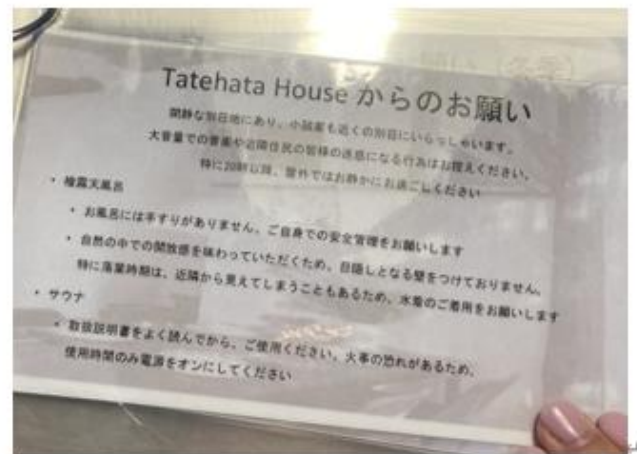 Tatehata House からのお願い
閑静な別荘地にあり、小説家も近くの別荘にいらっしゃいます。
大音量での音楽や近隣住民の皆様の迷惑になる行為はお控えください。
特に20時以降、屋外ではお静かにお過ごしください
・ 檜露天風呂
・ お風呂には手すりがありません、ご自身での安全管理をお願いします
・ 自然の中での開放感を味わっていただくため、目隠しとなる壁をつけておりません。
特に落葉時期は、近隣から見えてしまうこともあるため、水着のご着用をお願いします
・ サウナ
・ 取扱説明書をよく読んでから、ご使用ください。火事の恐れがあるため、
使用時間のみ電源をオンにしてください